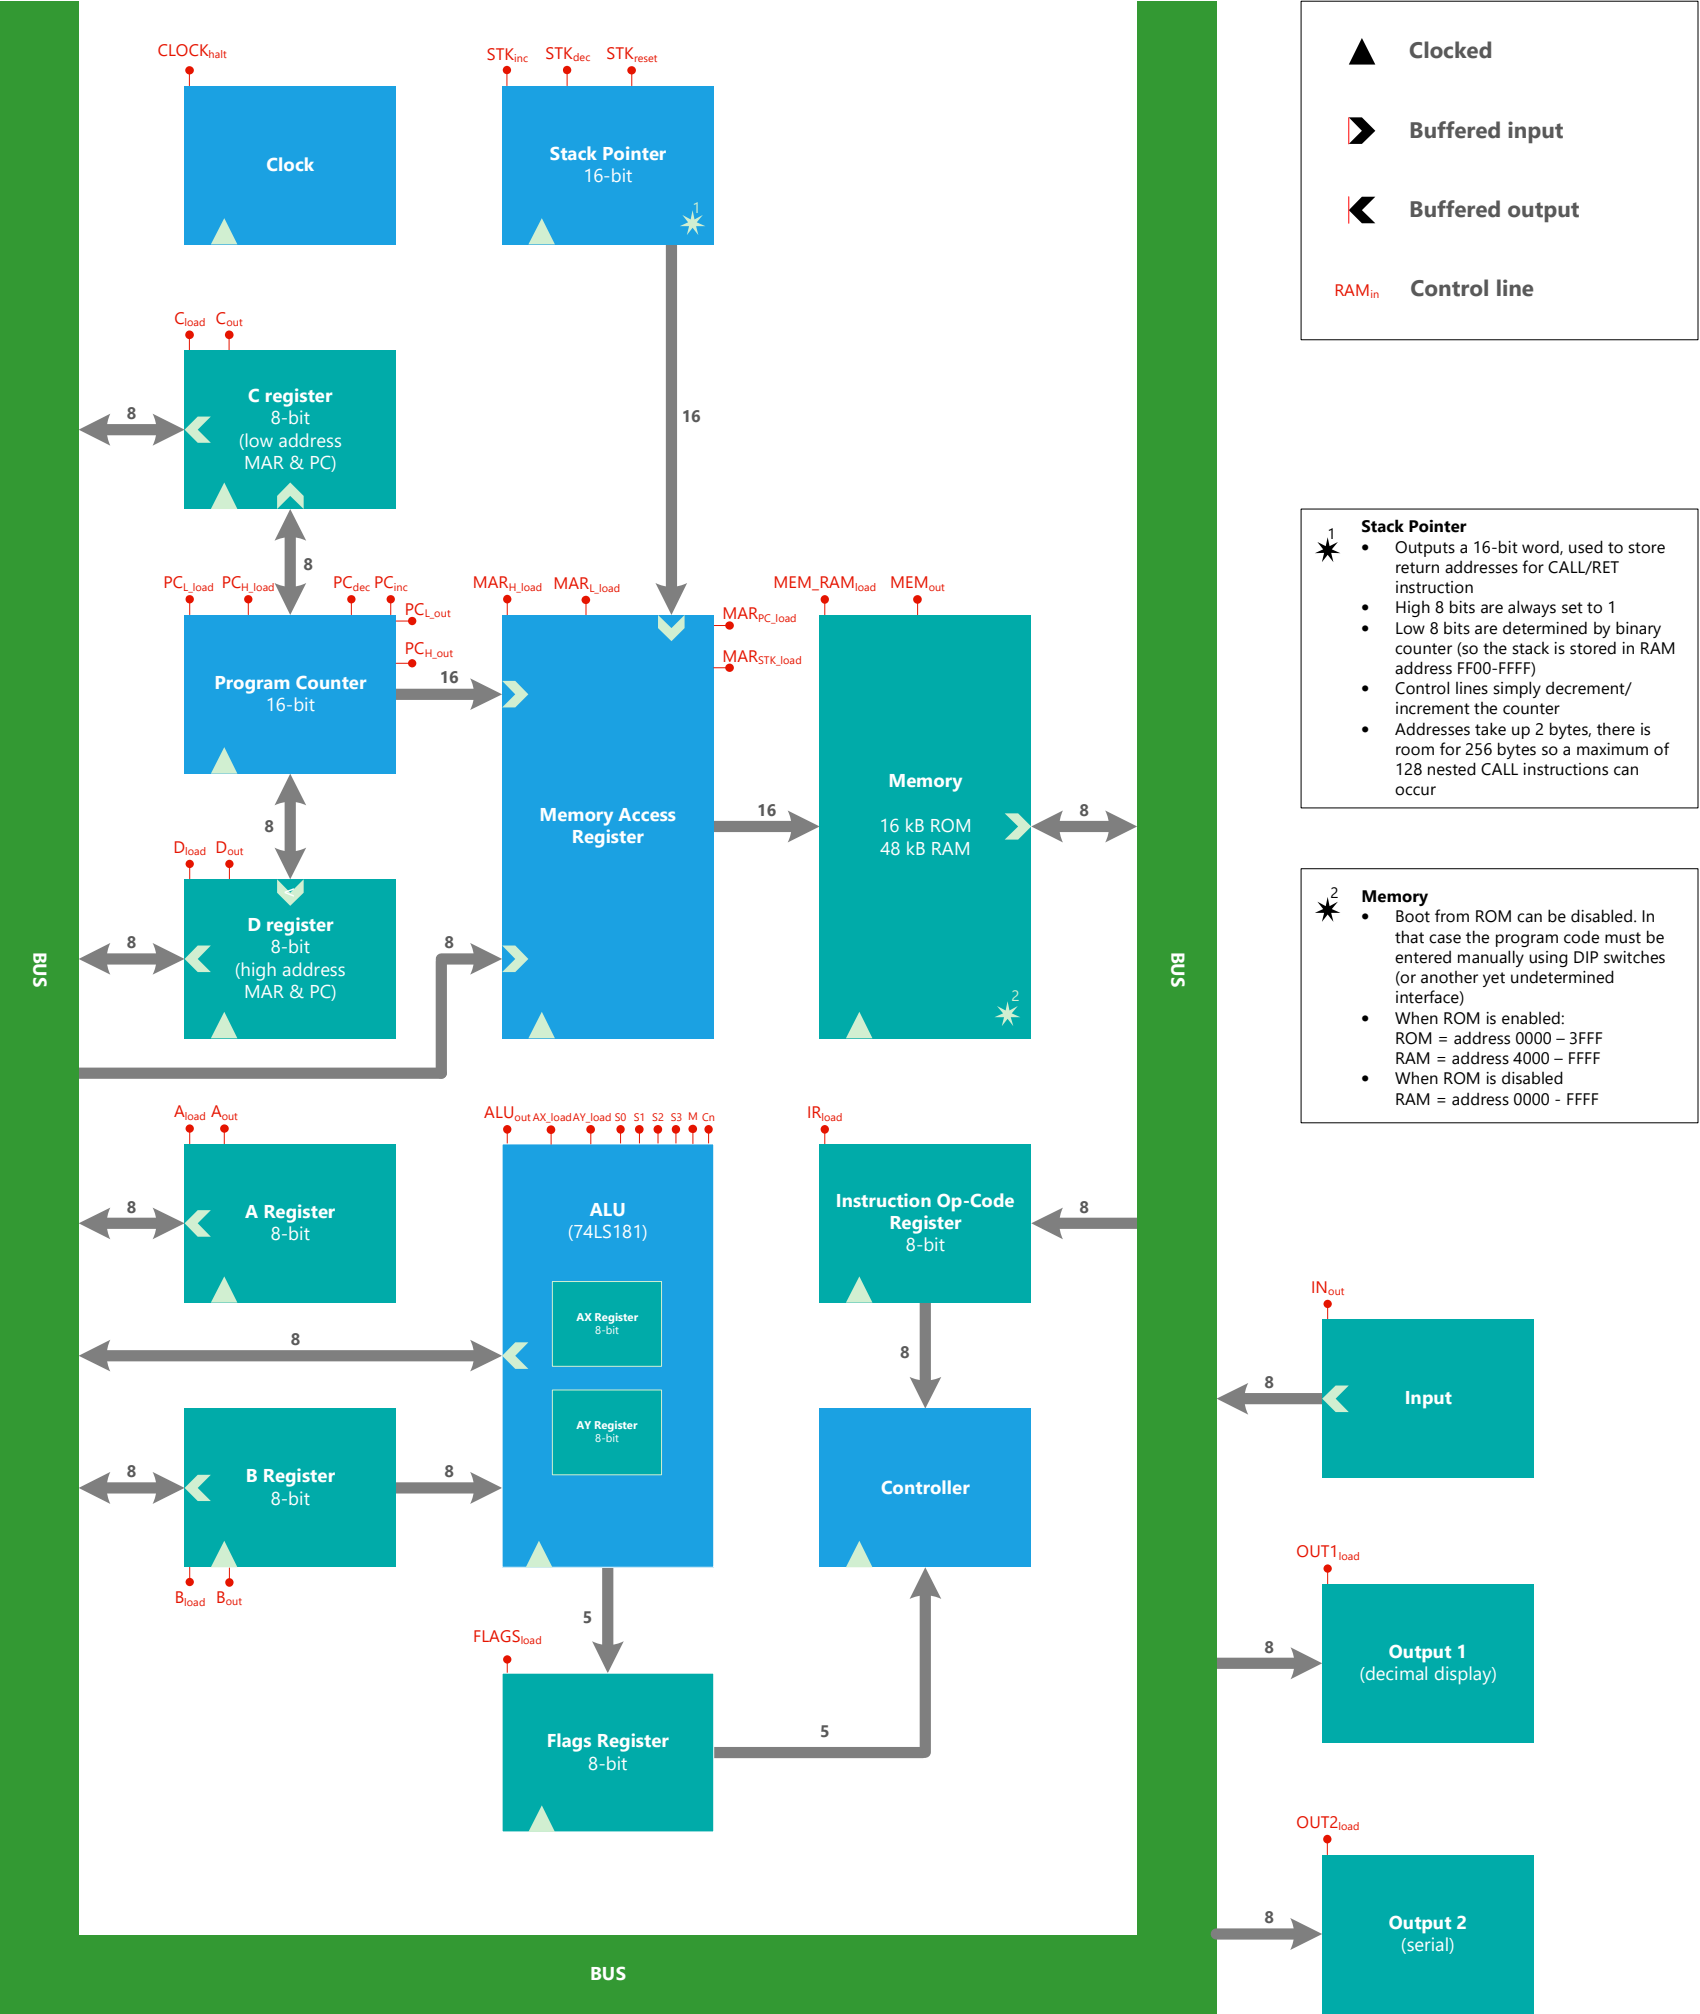 CLOCKhalt
Clock
STKinc STKdec STKreset
Stack Pointer
16-bit
1
Clocked
Buffered input
Buffered output
RAMin Control line
Cload Cout
C register
8-bit
(low address
MAR & PC)
8
8
16
PCL_load PCH_load PCdec PCinc
PCL_out
PCH_out
Program Counter
16-bit
16
8
MARH_load MARL_load
MARPC_load
MARSTK_load
Memory Access
Register
16
MEM_RAMload MEMout
Memory
16 kB ROM
48 kB RAM
8
2
Dload Dout
D register
8-bit
(high address
MAR & PC)
8
8
BUS
BUS
1
Stack Pointer
• Outputs a 16-bit word, used to store
return addresses for CALL/RET
instruction
• High 8 bits are always set to 1
• Low 8 bits are determined by binary
counter (so the stack is stored in RAM
address FF00-FFFF)
• Control lines simply decrement/
increment the counter
• Addresses take up 2 bytes, there is
room for 256 bytes so a maximum of
128 nested CALL instructions can
occur
2
Memory
• Boot from ROM can be disabled. In
that case the program code must be
entered manually using DIP switches
(or another yet undetermined
interface)
• When ROM is enabled:
ROM = address 0000 – 3FFF
RAM = address 4000 – FFFF
• When ROM is disabled
RAM = address 0000 - FFFF
Aload Aout
A Register
8-bit
8
8
ALUout AX_load AY_load S0 S1 S2 S3 M Cn
ALU
(74LS181)
AX Register
8-bit
AY Register
8-bit
IRload
Instruction Op-Code
Register
8-bit
8
8
Controller
B Register
8-bit
8
8
Bload Bout
5
FLAGSload
Flags Register
8-bit
5
INout
Input
8
OUT1load
Output 1
(decimal display)
8
OUT2load
Output 2
(serial)
8
BUS